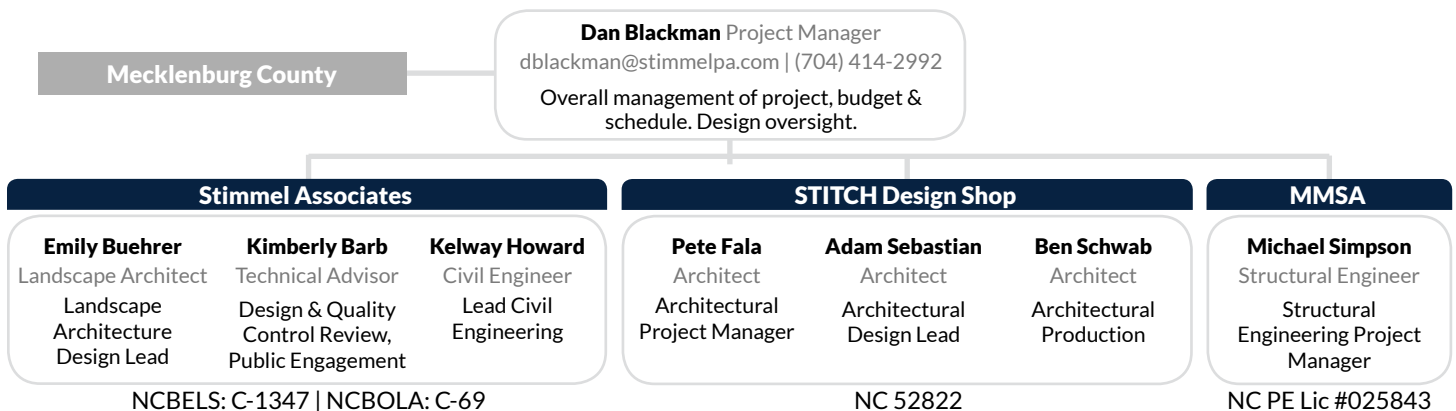 Dan Blackman Project Manager
dblackman@stimmelpa.com | (704) 414-2992
Overall management of project, budget &
schedule. Design oversight.
Mecklenburg County
Stimmel Associates
Emily Buehrer
Landscape Architect
Landscape
Architecture
Design Lead
Kimberly Barb
Technical Advisor
Design & Quality
Control Review,
Public Engagement
Kelway Howard
Civil Engineer
Lead Civil
Engineering
NCBELS: C-1347 | NCBOLA: C-69
STITCH Design Shop
Pete Fala
Architect
Architectural
Project Manager
Adam Sebastian
Architect
Architectural
Design Lead
Ben Schwab
Architect
Architectural
Production
NC 52822
MMSA
Michael Simpson
Structural Engineer
Structural
Engineering Project
Manager
NC PE Lic #025843